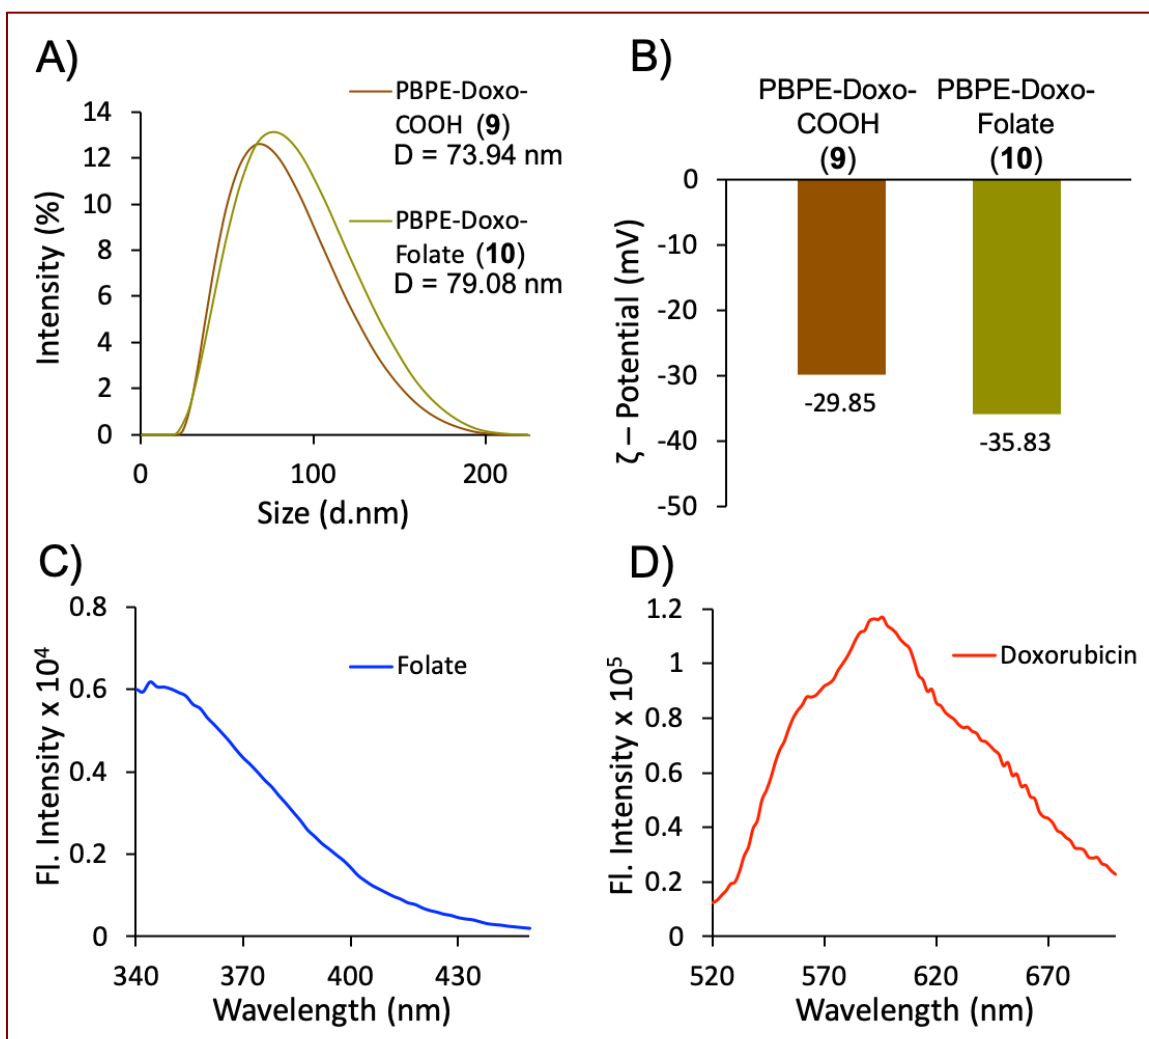 A)
PBPE-Doxo-
COOH (9)
D = 73.94 nm
PBPE-Doxo-
Folate (10)
D = 79.08 nm
14
12
10
8
6
4
2
0
Intensity (%)
0 100 200
Size (d.nm)
B)
PBPE-Doxo-
COOH
(9)
PBPE-Doxo-
Folate
(10)
0
-10
-20
-30
-40
-50
ζ – Potential (mV)
-29.85
-35.83
C)
0.8
0.6
0.4
0.2
0
Fl. Intensity x 10⁴
Folate
340 370 400 430
Wavelength (nm)
D)
1.2
1
0.8
0.6
0.4
0.2
0
Fl. Intensity x 10⁵
Doxorubicin
520 570 620 670
Wavelength (nm)